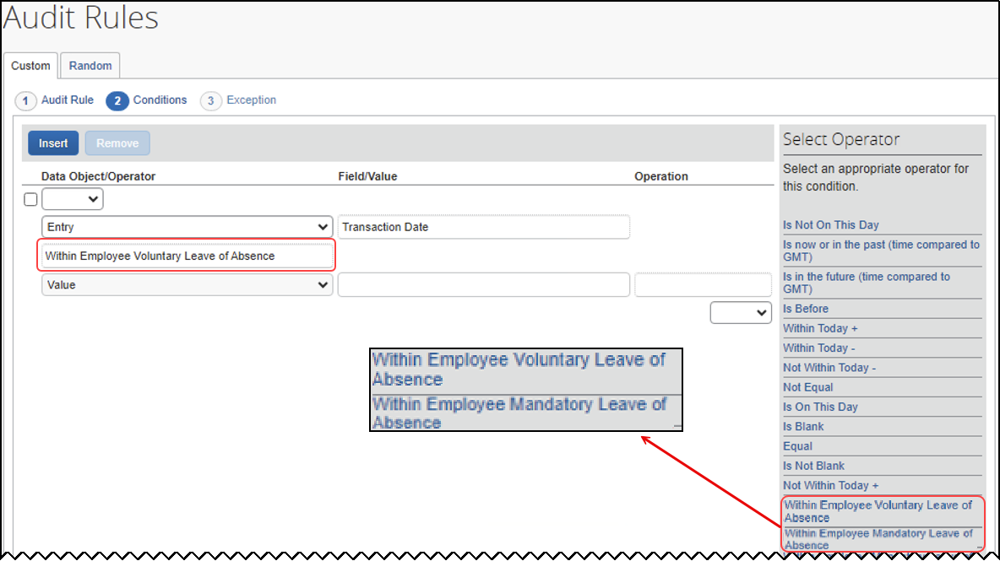 Audit Rules
Custom
Random
1 Audit Rule
2 Conditions
3 Exception
Insert
Remove
Data Object/Operator
Field/Value
Operation
Entry
Transaction Date
Within Employee Voluntary Leave of Absence
Value
Within Employee Voluntary Leave of
Absence
Within Employee Mandatory Leave of
Absence
Select Operator
Select an appropriate operator for
this condition.
Is Not On This Day
Is now or in the past (time compared to
GMT)
Is in the future (time compared to
GMT)
Is Before
Within Today +
Within Today -
Not Within Today -
Not Equal
Is On This Day
Is Blank
Equal
Is Not Blank
Not Within Today +
Within Employee Voluntary Leave of
Absence
Within Employee Mandatory Leave of
Absence